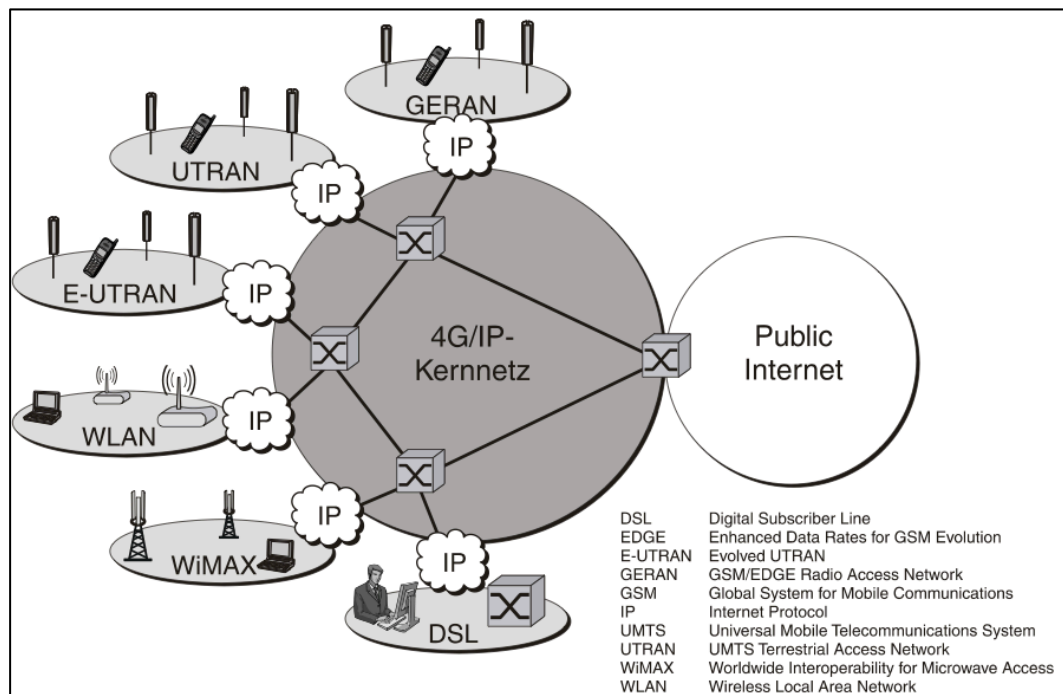 GERAN
IP
UTRAN
IP
E-UTRAN
IP
4G/IP-
Kernnetz
Public
Internet
WLAN
IP
WiMAX
IP
IP
DSL
DSL Digital Subscriber Line
EDGE Enhanced Data Rates for GSM Evolution
E-UTRAN Evolved UTRAN
GERAN GSM/EDGE Radio Access Network
GSM Global System for Mobile Communications
IP Internet Protocol
UMTS Universal Mobile Telecommunications System
UTRAN UMTS Terrestrial Access Network
WiMAX Worldwide Interoperability for Microwave Access
WLAN Wireless Local Area Network